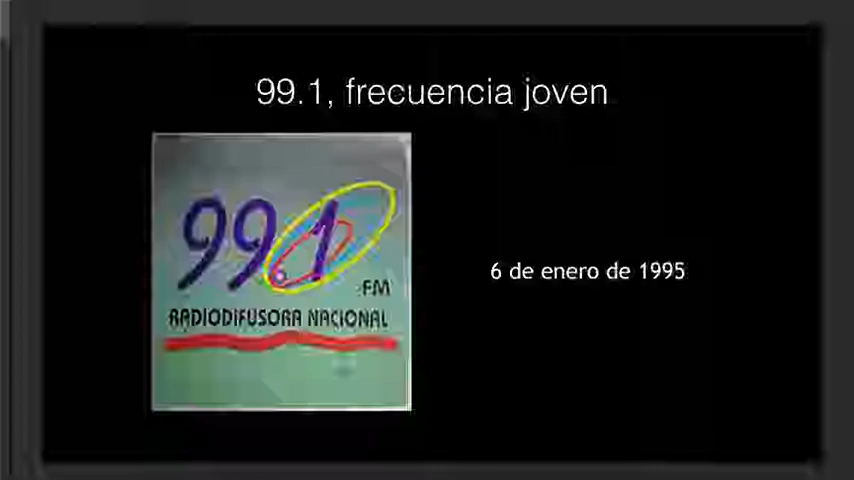 99.1, frecuencia joven
99.1
FM
RADIODIFUSORA NACIONAL
6 de enero de 1995